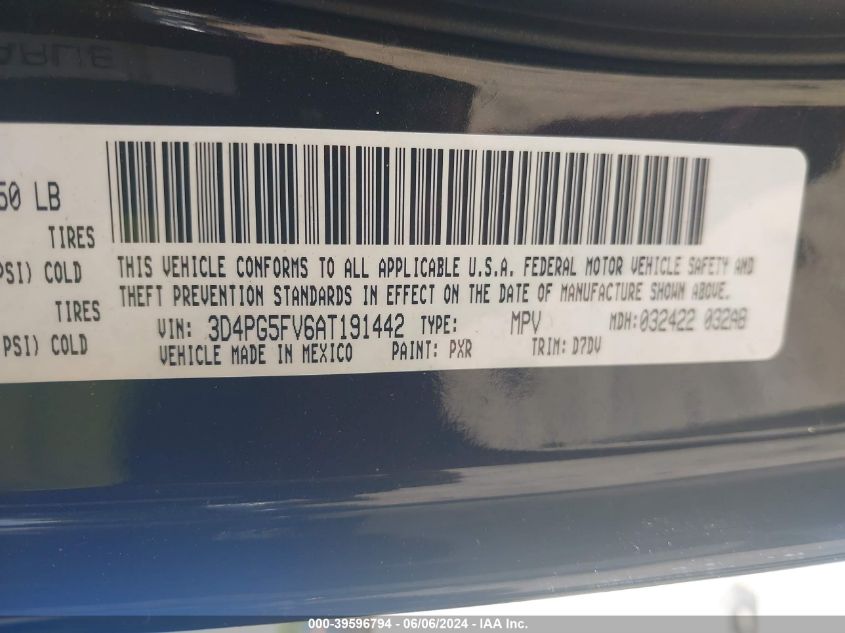 50 LB
TIRES
PSI) COLD
TIRES
PSI) COLD
THIS VEHICLE CONFORMS TO ALL APPLICABLE U.S.A. FEDERAL MOTOR VEHICLE SAFETY AND
THEFT PREVENTION STANDARDS IN EFFECT ON THE DATE OF MANUFACTURE SHOWN ABOVE.
VIN: 3D4PG5FV6AT191442 TYPE: MPV MDH:032422 032AB
VEHICLE MADE IN MEXICO PAINT: PXR TRIM: D7DV
000-39596794 - 06/06/2024 - IAA Inc.